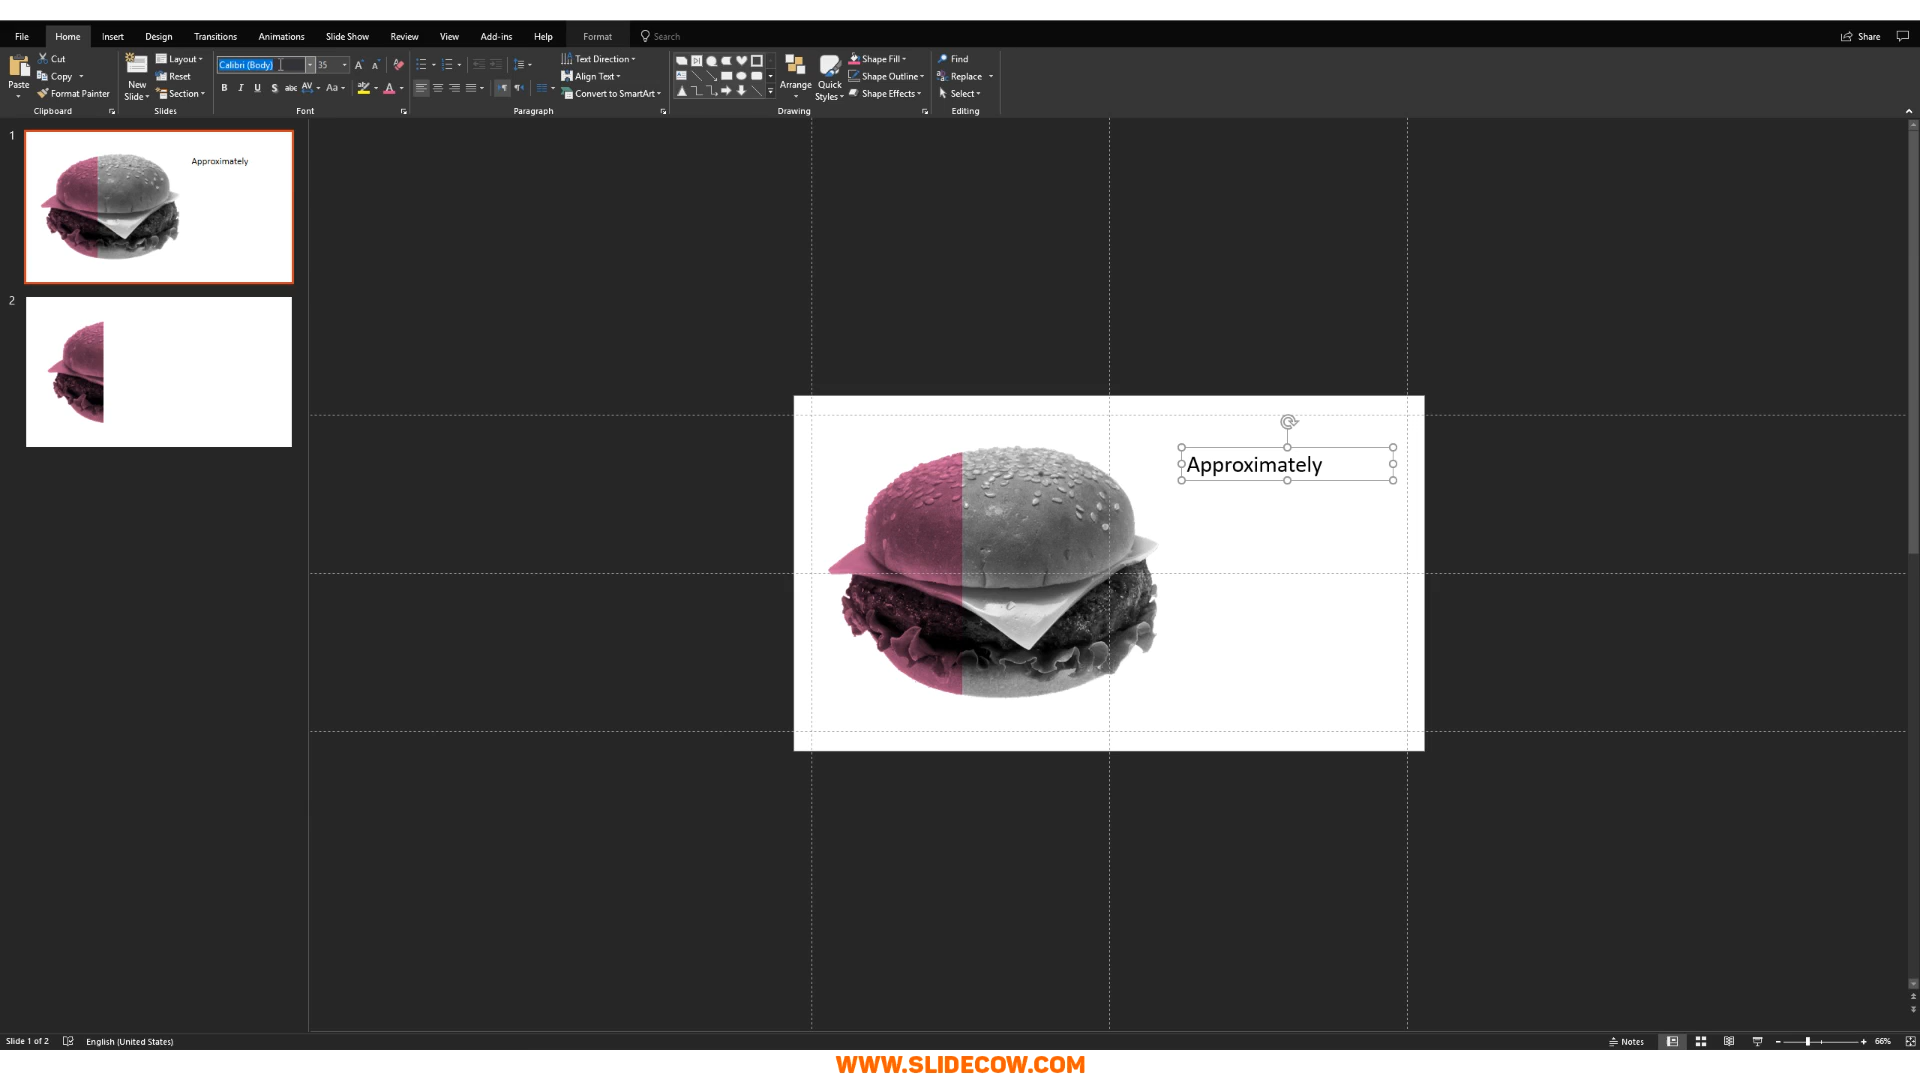 File Home Insert Design Transitions Animations Slide Show Review View Add-ins Help Format Search Share
Paste
Cut
Copy
Format Painter
Clipboard
New Slide
Layout
Reset
Section
Slides
Calibri (Body) 35
B I U S abc AV Aa A
Font
Paragraph
Text Direction
Align Text
Convert to SmartArt
Arrange
Quick Styles
Shape Fill
Shape Outline
Shape Effects
Drawing
Find
Replace
Select
Editing
1
Approximately
2
Approximately
Slide 1 of 2 English (United States) Notes 66%
WWW.SLIDECOW.COM